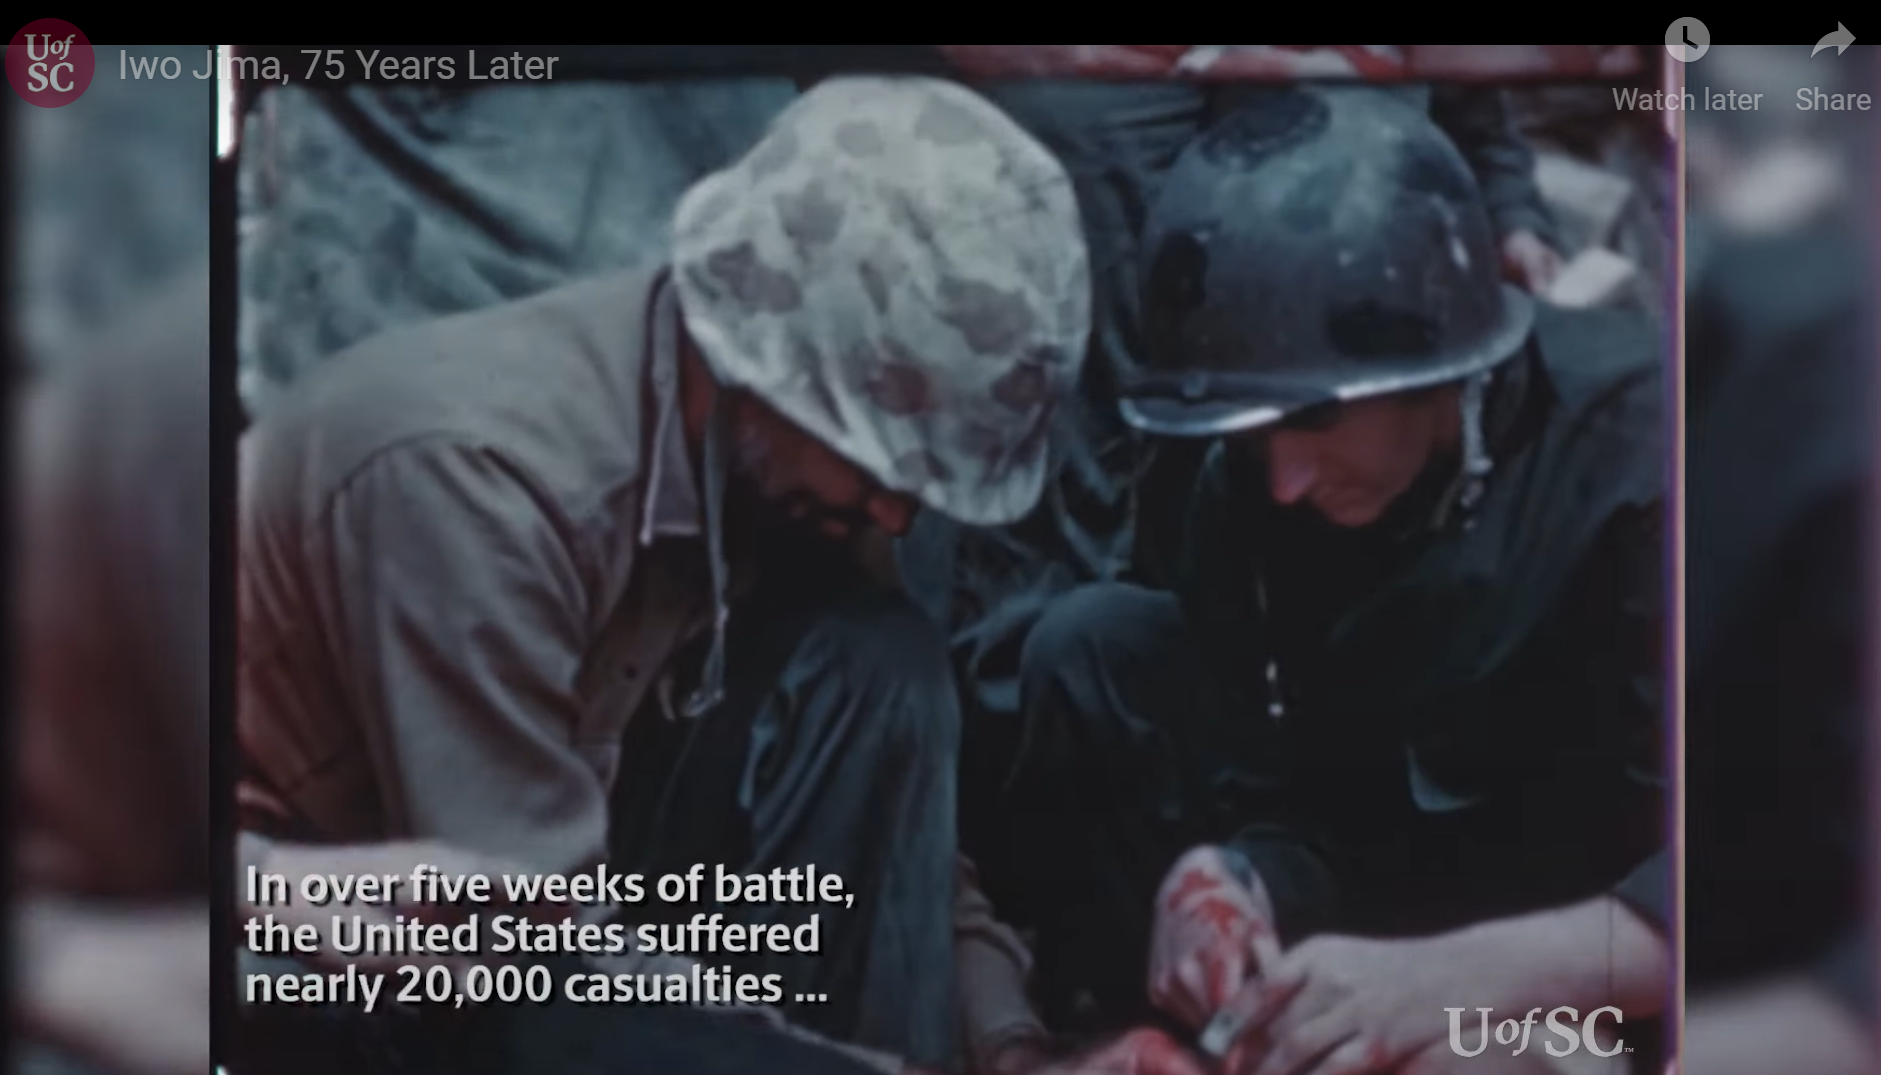 UofSC
Iwo Jima, 75 Years Later
Watch later
Share
In over five weeks of battle,
the United States suffered
nearly 20,000 casualties ...
UofSC™